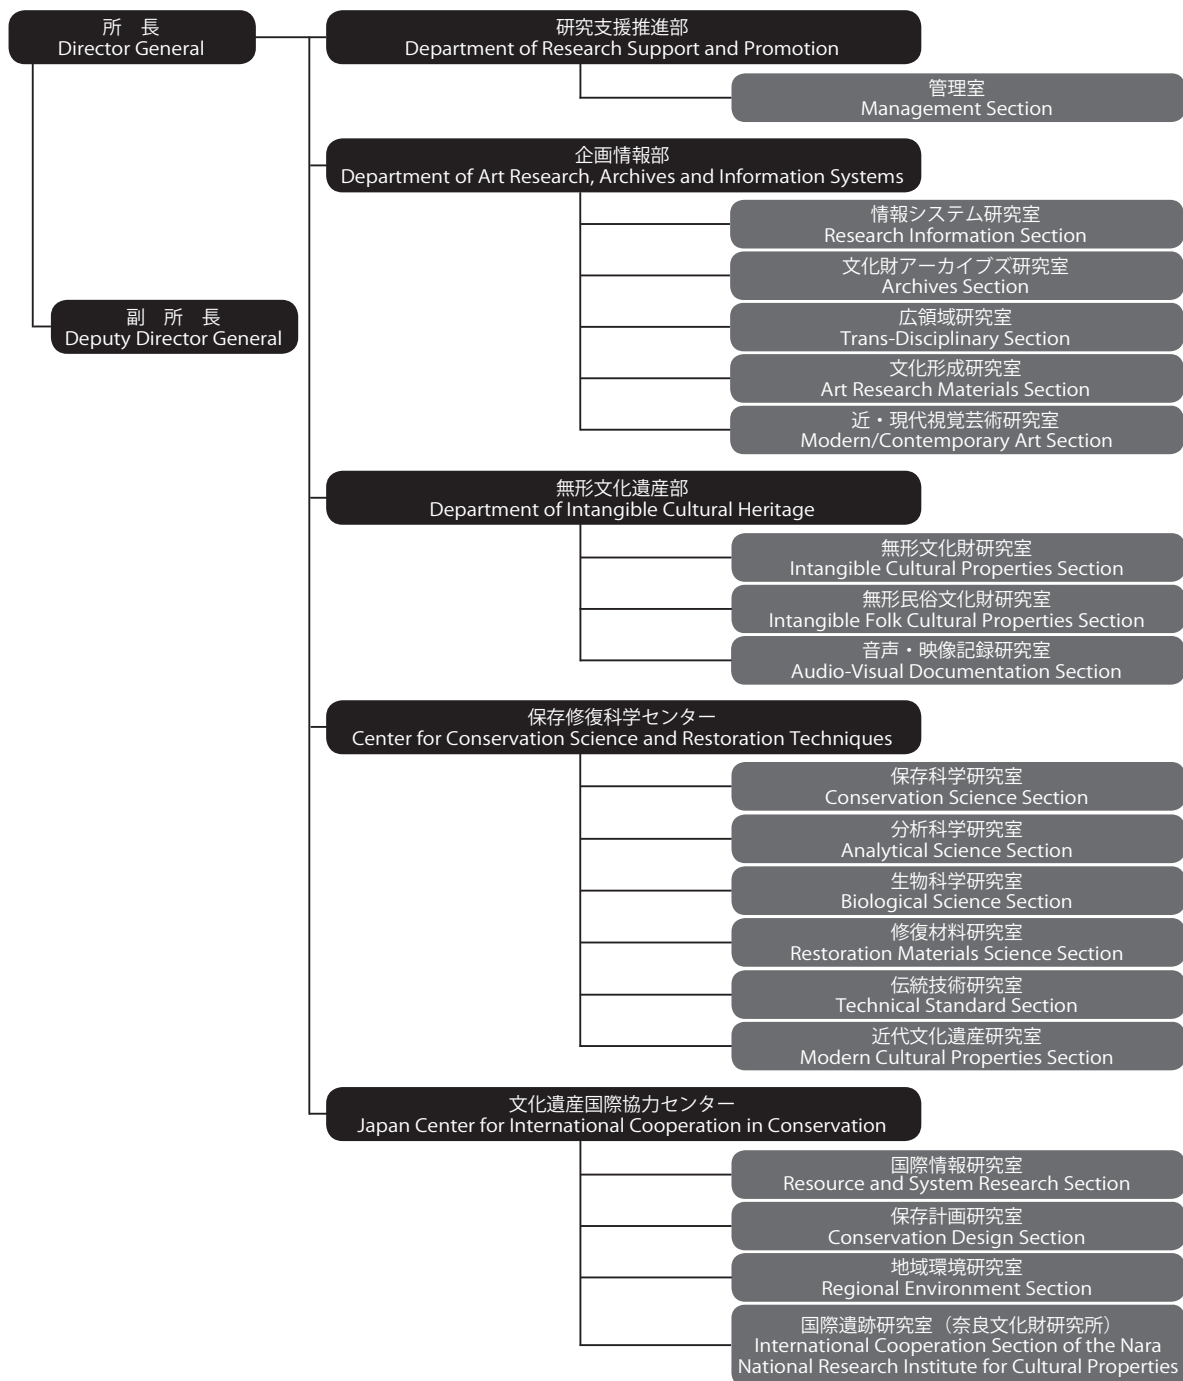 所　長
Director General
副　所　長
Deputy Director General
研究支援推進部
Department of Research Support and Promotion
管理室
Management Section
企画情報部
Department of Art Research, Archives and Information Systems
情報システム研究室
Research Information Section
文化財アーカイブズ研究室
Archives Section
広領域研究室
Trans-Disciplinary Section
文化形成研究室
Art Research Materials Section
近・現代視覚芸術研究室
Modern/Contemporary Art Section
無形文化遺産部
Department of Intangible Cultural Heritage
無形文化財研究室
Intangible Cultural Properties Section
無形民俗文化財研究室
Intangible Folk Cultural Properties Section
音声・映像記録研究室
Audio-Visual Documentation Section
保存修復科学センター
Center for Conservation Science and Restoration Techniques
保存科学研究室
Conservation Science Section
分析科学研究室
Analytical Science Section
生物科学研究室
Biological Science Section
修復材料研究室
Restoration Materials Science Section
伝統技術研究室
Technical Standard Section
近代文化遺産研究室
Modern Cultural Properties Section
文化遺産国際協力センター
Japan Center for International Cooperation in Conservation
国際情報研究室
Resource and System Research Section
保存計画研究室
Conservation Design Section
地域環境研究室
Regional Environment Section
国際遺跡研究室（奈良文化財研究所）
International Cooperation Section of the Nara
National Research Institute for Cultural Properties